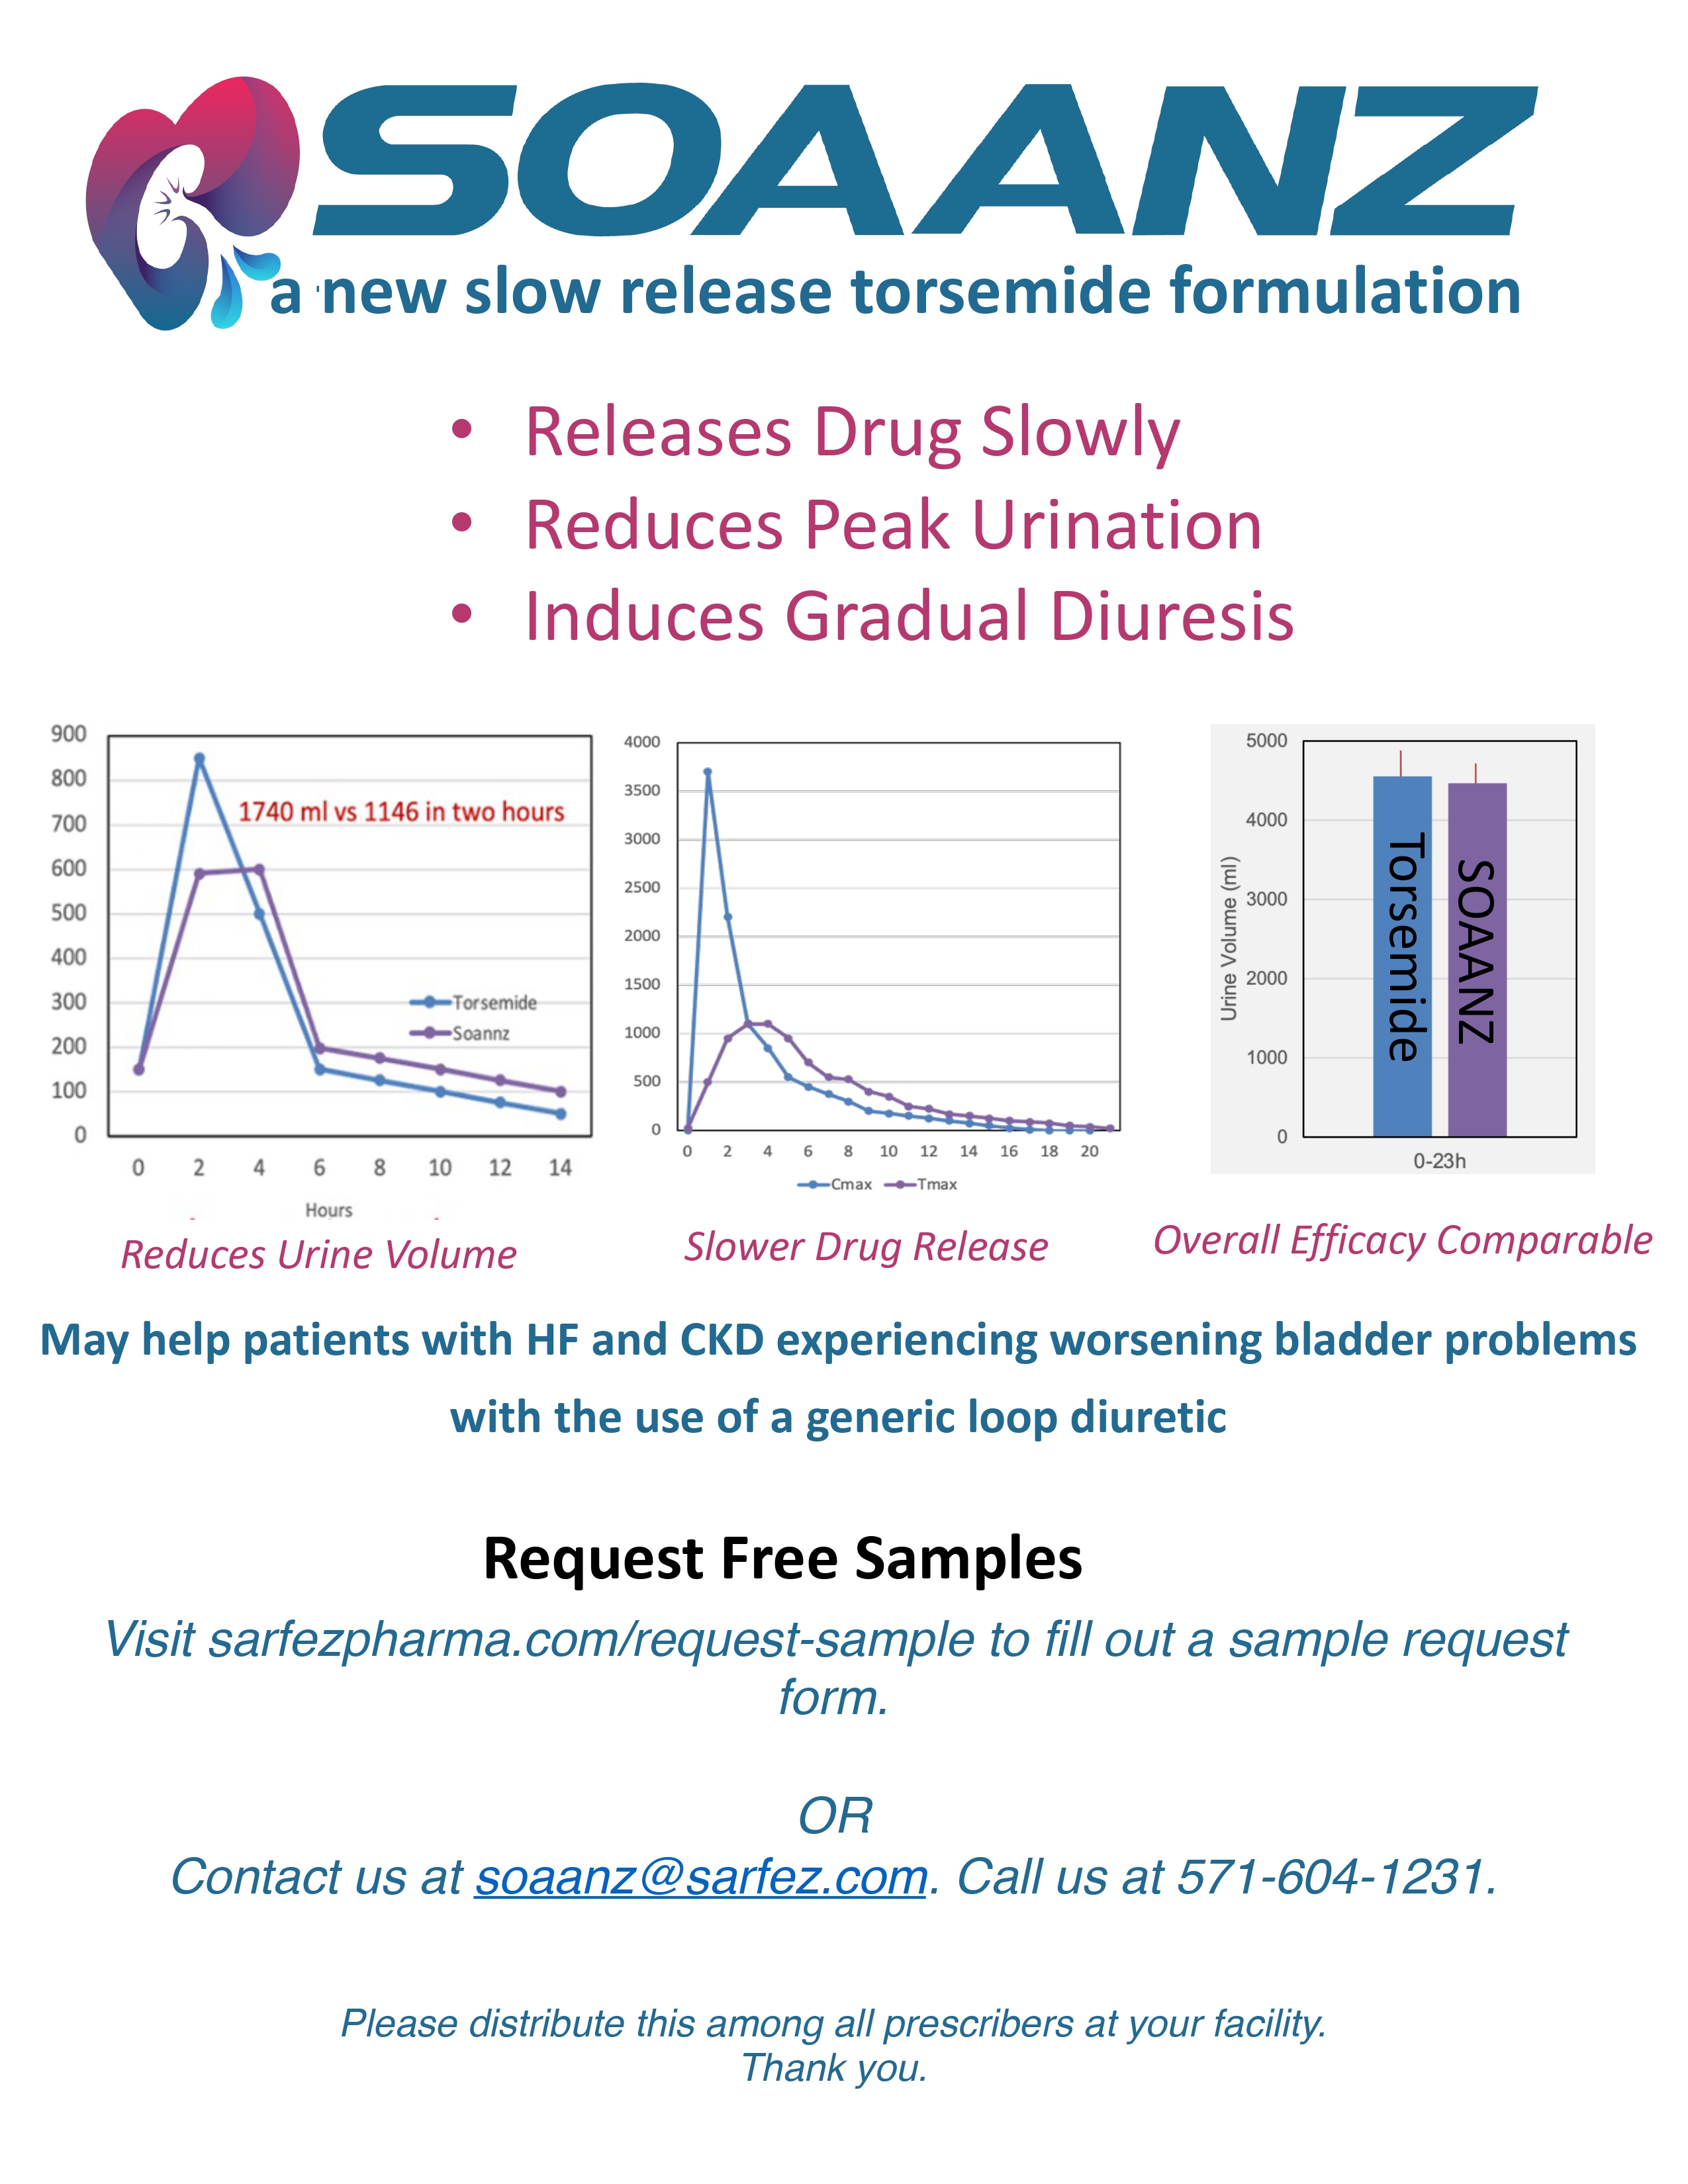 SOAANZ
a new slow release torsemide formulation
• Releases Drug Slowly
• Reduces Peak Urination
• Induces Gradual Diuresis
900
800
700
600
500
400
300
200
100
0
1740 ml vs 1146 in two hours
Torsemide
Soannz
0 2 4 6 8 10 12 14
Hours
Reduces Urine Volume
4000
3500
3000
2500
2000
1500
1000
500
0
0 2 4 6 8 10 12 14 16 18 20
Cmax Tmax
Slower Drug Release
5000
4000
3000
2000
1000
0
Urine Volume (ml)
Torsemide
SOAANZ
0-23h
Overall Efficacy Comparable
May help patients with HF and CKD experiencing worsening bladder problems
with the use of a generic loop diuretic
Request Free Samples
Visit sarfezpharma.com/request-sample to fill out a sample request
form.
OR
Contact us at soaanz@sarfez.com. Call us at 571-604-1231.
Please distribute this among all prescribers at your facility.
Thank you.